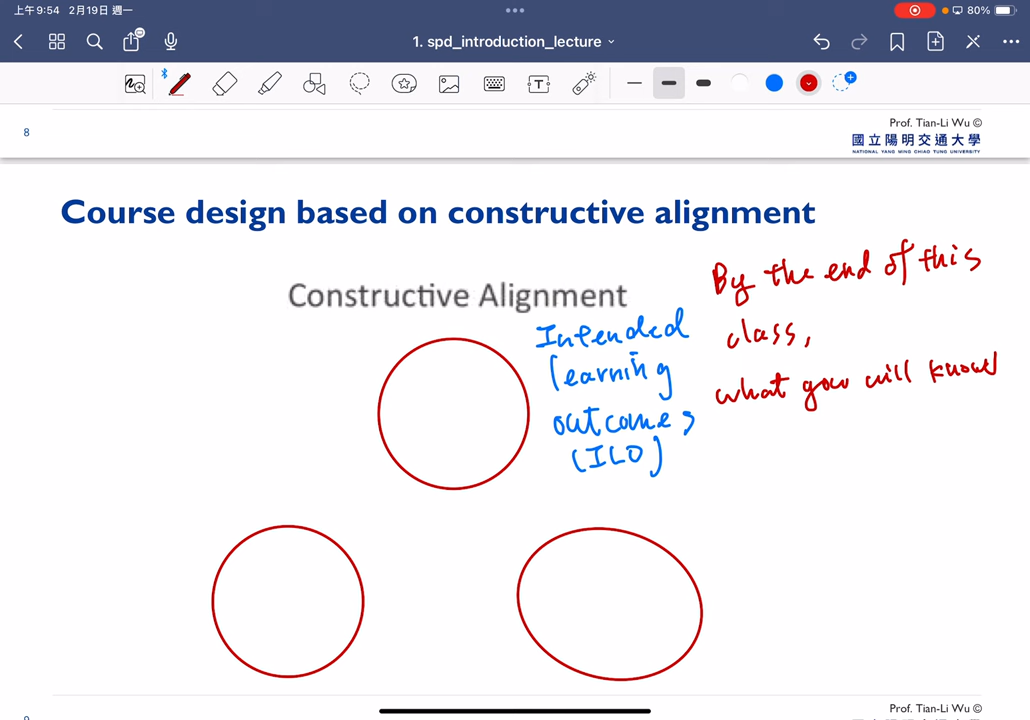 上午9:54 2月19日 週一
80%
1. spd_introduction_lecture
T
8
Prof. Tian-Li Wu ©
國立陽明交通大學
NATIONAL YANG MING CHIAO TUNG UNIVERSITY
Course design based on constructive alignment
Constructive Alignment
Intended
learning
outcomes
(ILO)
By the end of this
class,
what you will know
Prof. Tian-Li Wu ©